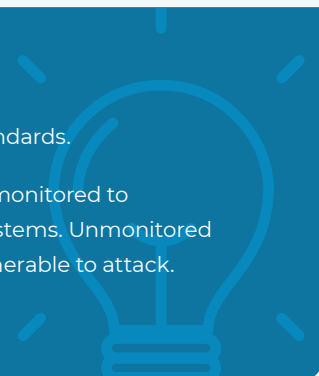 ndards.
nonitored to
stems. Unmonitored
nerable to attack.